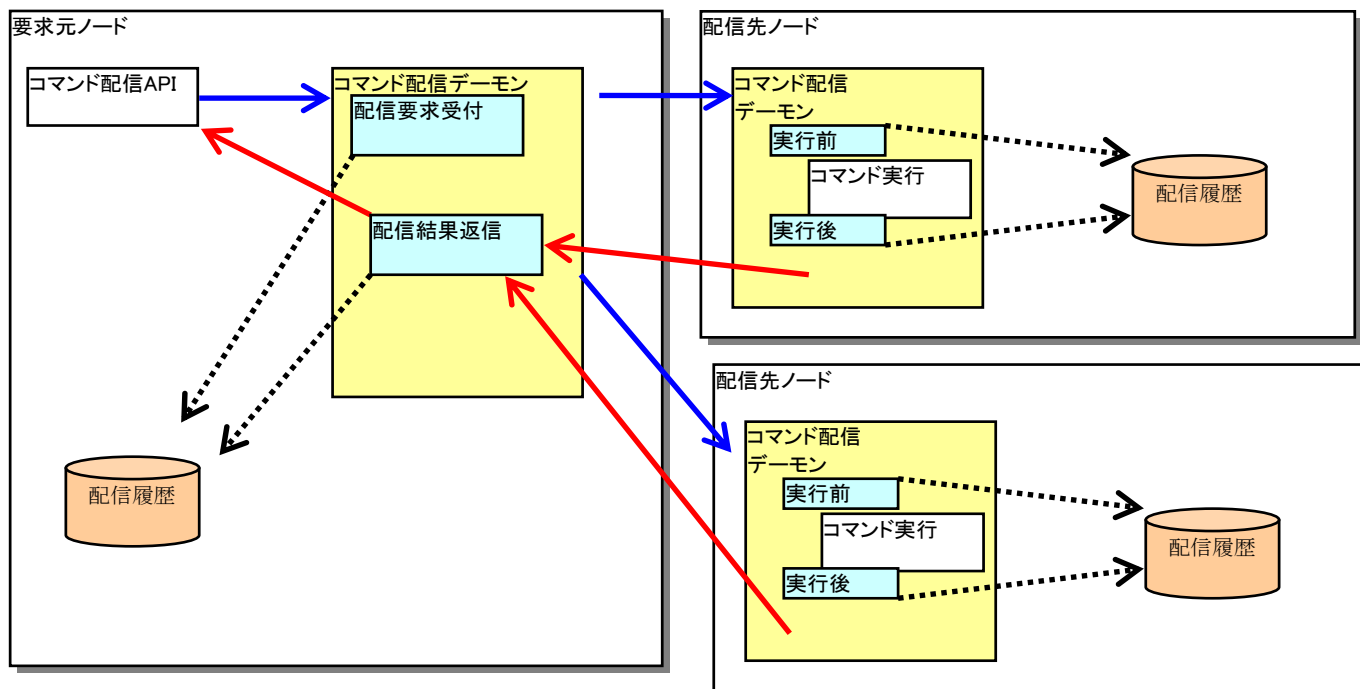 要求元ノード
コマンド配信API
コマンド配信デーモン
配信要求受付
配信結果返信
配信履歴
配信先ノード
コマンド配信
デーモン
実行前
コマンド実行
実行後
配信履歴
配信先ノード
コマンド配信
デーモン
実行前
コマンド実行
実行後
配信履歴